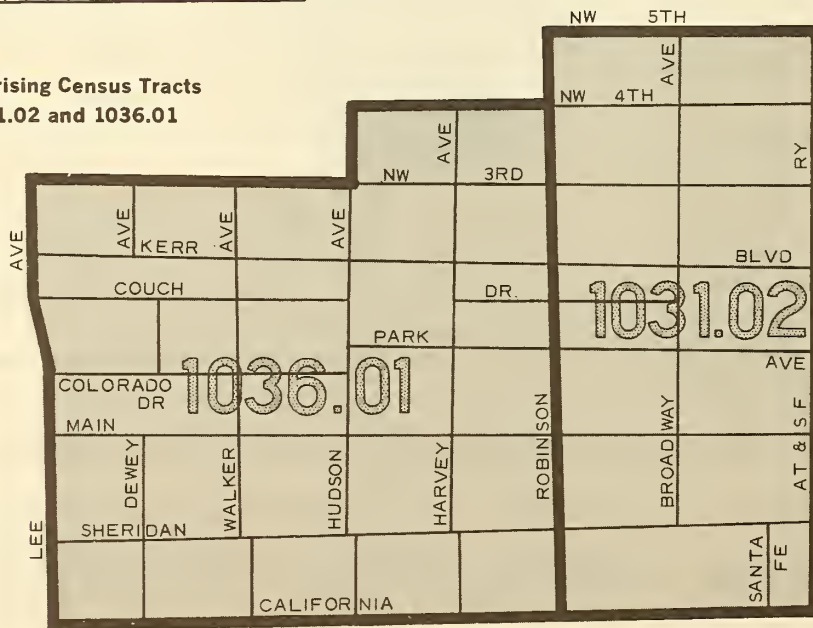 NW 5TH
rising Census Tracts
1.02 and 1036.01
AVE
NW 4TH
AVE
NW 3RD
RY
AVE
AVE
AVE
AVE
KERR
BLVD
COUCH
DR.
1031.02
PARK
AVE
1036.01
COLORADO
DR
MAIN
LEE
DEWEY
WALKER
HUDSON
HARVEY
ROBINSON
BROADWAY
AT & SF
SHERIDAN
SANTA
FE
CALIFORNIA